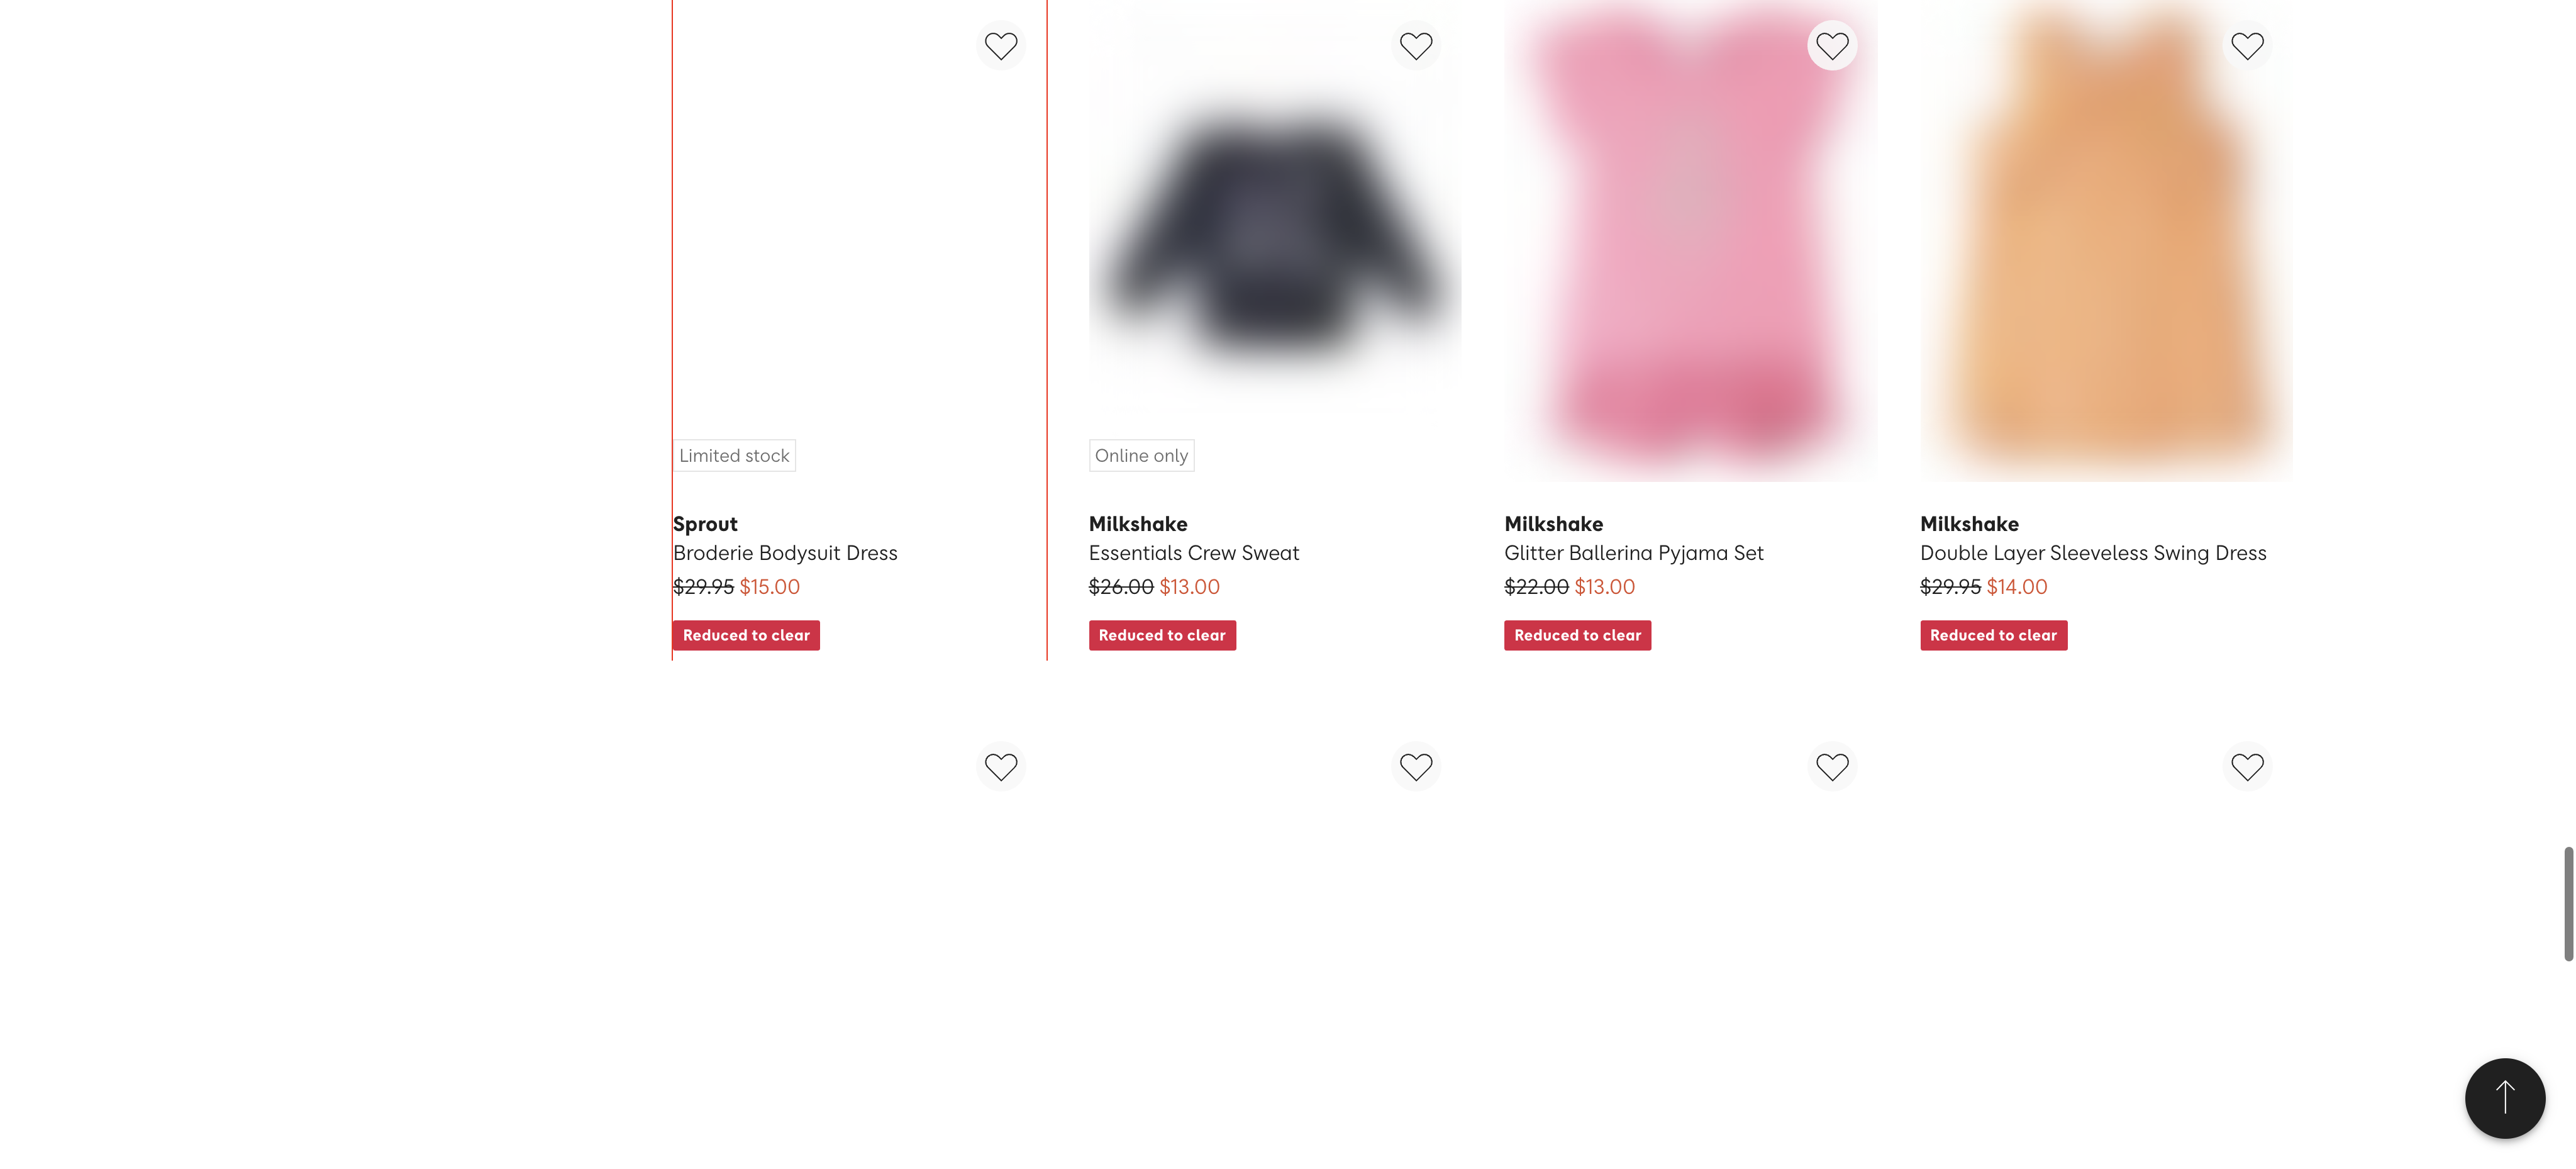 Limited stock
Online only
Sprout
Broderie Bodysuit Dress
$29.95 $15.00
Reduced to clear
Milkshake
Essentials Crew Sweat
$26.00 $13.00
Reduced to clear
Milkshake
Glitter Ballerina Pyjama Set
$22.00 $13.00
Reduced to clear
Milkshake
Double Layer Sleeveless Swing Dress
$29.95 $14.00
Reduced to clear